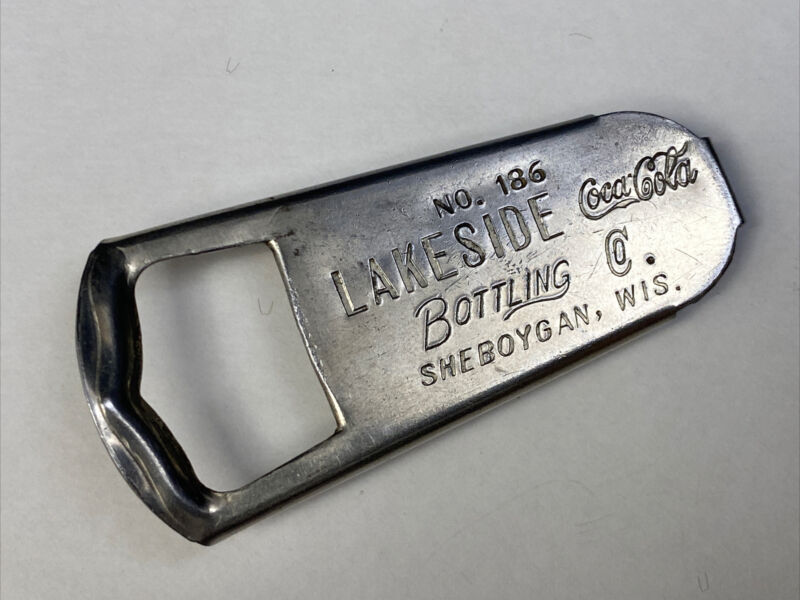 NO. 186
LAKESIDE Coca-Cola
BOTTLING CO.
SHEBOYGAN, WIS.